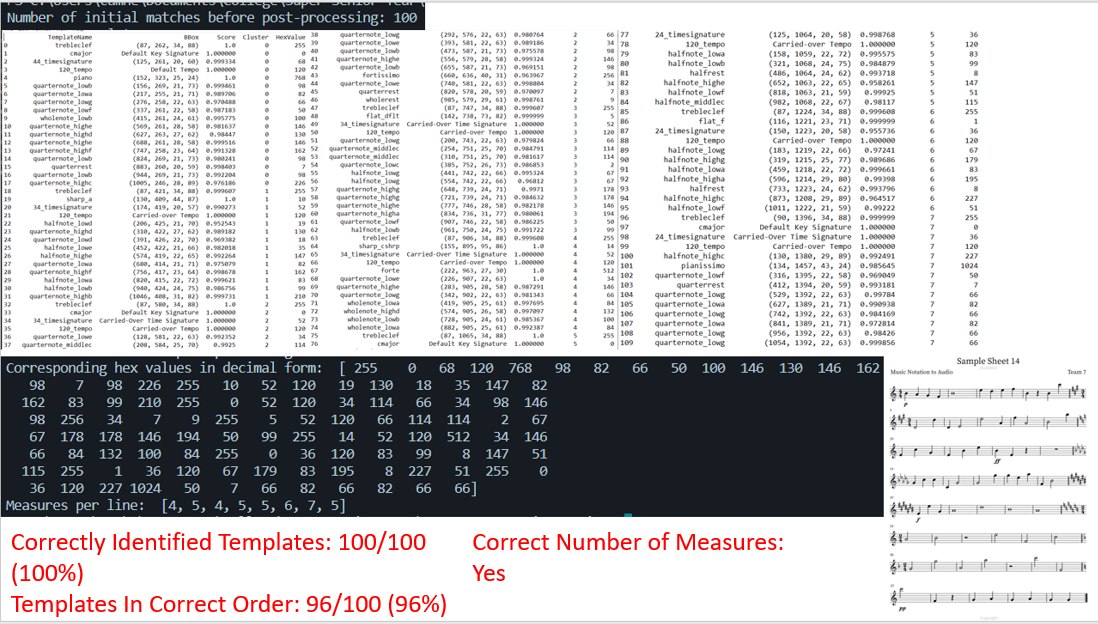 Number of initial matches before post-processing: 100
TemplateName BBox Score Cluster HexValue
0 trebleclef (87, 262, 34, 88) 1.0 0 255
1 cmajor Default Key Signature 1.000000 0 0
2 44_timesignature (125, 261, 20, 60) 0.999334 0 68
3 120_tempo Default Tempo 1.000000 0 120
4 piano (152, 323, 25, 24) 1.0 0 768
5 quarternote_lowb (156, 269, 21, 73) 0.999461 0 98
6 quarternote_lowa (217, 255, 21, 71) 0.989706 0 82
7 quarternote_lowg (276, 258, 22, 63) 0.970488 0 66
8 quarternote_lowf (337, 261, 22, 58) 0.987183 0 50
9 wholenote_lowb (415, 261, 24, 61) 0.995775 0 100
10 quarternote_highe (569, 261, 28, 58) 0.981637 0 146
11 quarternote_highd (627, 263, 27, 62) 0.98447 0 130
12 quarternote_highe (688, 261, 28, 58) 0.999516 0 146
13 quarternote_highf (747, 258, 23, 64) 0.991328 0 162
14 quarternote_lowb (824, 269, 21, 73) 0.980241 0 98
15 quarterrest (883, 260, 20, 59) 0.998403 0 7
16 quarternote_lowb (944, 269, 21, 73) 0.992204 0 98
17 quarternote_highc (1005, 246, 28, 89) 0.976186 0 226
18 trebleclef (87, 421, 34, 88) 0.999607 1 255
19 sharp_a (130, 409, 44, 87) 1.0 1 10
20 34_timesignature (174, 419, 20, 57) 0.990273 1 52
21 120_tempo Carried-over Tempo 1.000000 1 120
22 halfnote_lowd (206, 425, 21, 70) 0.952543 1 19
23 quarternote_highd (310, 422, 27, 62) 0.989182 1 130
24 quarternote_lowd (391, 426, 22, 70) 0.969382 1 18
25 halfnote_lowe (452, 422, 21, 66) 0.982018 1 35
26 halfnote_highe (574, 419, 22, 65) 0.992264 1 147
27 quarternote_lowa (680, 414, 21, 71) 0.975079 1 82
28 quarternote_highf (756, 417, 23, 64) 0.998678 1 162
29 halfnote_lowa (820, 415, 22, 72) 0.999621 1 83
30 halfnote_lowb (940, 424, 24, 75) 0.986756 1 99
31 quarternote_highb (1046, 408, 31, 82) 0.999731 1 210
32 trebleclef (87, 580, 34, 88) 1.0 2 255
33 cmajor Default Key Signature 1.000000 2 0
34 34_timesignature Carried-Over Time Signature 1.000000 2 52
35 120_tempo Carried-over Tempo 1.000000 2 120
36 quarternote_lowe (128, 581, 22, 63) 0.992352 2 34
37 quarternote_middlec (208, 584, 25, 70) 0.9925 2 114
38 quarternote_lowg (292, 576, 22, 63) 0.980764 2 66
39 quarternote_lowe (391, 581, 22, 63) 0.989186 2 34
40 quarternote_lowb (473, 587, 21, 73) 0.975528 2 98
41 quarternote_highe (556, 579, 28, 58) 0.999324 2 146
42 quarternote_lowb (655, 587, 21, 73) 0.969151 2 98
43 fortissimo (660, 636, 40, 31) 0.963967 2 256
44 quarternote_lowe (740, 581, 22, 63) 0.998804 2 34
45 quarterrest (820, 578, 20, 59) 0.970097 2 7
46 wholerest (985, 579, 29, 61) 0.998761 2 9
47 trebleclef (87, 747, 34, 88) 0.999607 3 255
48 flat_dflt (142, 738, 73, 82) 0.999999 3 5
49 34_timesignature Carried-Over Time Signature 1.000000 3 52
50 120_tempo Carried-over Tempo 1.000000 3 120
51 quarternote_lowg (200, 743, 22, 63) 0.979824 3 66
52 quarternote_middlec (254, 751, 25, 70) 0.984791 3 114
53 quarternote_middlec (310, 751, 25, 70) 0.981617 3 114
54 quarternote_lowc (385, 752, 26, 73) 0.986853 3 2
55 halfnote_lowg (441, 742, 22, 66) 0.995324 3 67
56 halfnote_lowg (554, 742, 22, 66) 0.96812 3 67
57 quarternote_highg (648, 739, 24, 71) 0.9971 3 178
58 quarternote_highg (721, 739, 24, 71) 0.984632 3 178
59 quarternote_highe (777, 746, 28, 58) 0.982178 3 146
60 quarternote_higha (834, 736, 31, 77) 0.980061 3 194
61 quarternote_lowf (907, 746, 22, 58) 0.986225 3 50
62 halfnote_lowb (961, 750, 24, 75) 0.991722 3 99
63 trebleclef (87, 906, 34, 88) 0.999608 4 255
64 sharp_cshrp (155, 895, 95, 86) 1.0 4 14
65 34_timesignature Carried-Over Time Signature 1.000000 4 52
66 120_tempo Carried-over Tempo 1.000000 4 120
67 forte (222, 963, 27, 30) 1.0 4 512
68 quarternote_lowe (226, 907, 22, 63) 1.0 4 34
69 quarternote_highe (283, 905, 28, 58) 0.987291 4 146
70 quarternote_lowg (342, 902, 22, 63) 0.981343 4 66
71 wholenote_lowa (419, 905, 25, 61) 0.997695 4 84
72 wholenote_highd (574, 905, 26, 58) 0.997097 4 132
73 wholenote_lowb (728, 905, 24, 61) 0.985367 4 100
74 wholenote_lowa (882, 905, 25, 61) 0.992387 4 84
75 trebleclef (87, 1065, 34, 88) 1.0 5 255
76 cmajor Default Key Signature 1.000000 5 0
77 24_timesignature (125, 1064, 20, 58) 0.998768 5 36
78 120_tempo Carried-over Tempo 1.000000 5 120
79 halfnote_lowa (158, 1059, 22, 72) 0.995575 5 83
80 halfnote_lowb (321, 1068, 24, 75) 0.984879 5 99
81 halfrest (486, 1064, 24, 62) 0.993718 5 8
82 halfnote_highe (652, 1063, 22, 65) 0.958261 5 147
83 halfnote_lowf (818, 1063, 21, 59) 0.99925 5 51
84 halfnote_middlec (982, 1068, 22, 67) 0.98117 5 115
85 trebleclef (87, 1224, 34, 88) 0.999608 6 255
86 flat_f (116, 1221, 23, 71) 0.999999 6 1
87 24_timesignature (150, 1223, 20, 58) 0.955736 6 36
88 120_tempo Carried-over Tempo 1.000000 6 120
89 halfnote_lowg (183, 1219, 22, 66) 0.97241 6 67
90 halfnote_highg (319, 1215, 25, 77) 0.989686 6 179
91 halfnote_lowa (459, 1218, 22, 72) 0.999661 6 83
92 halfnote_higha (596, 1214, 29, 80) 0.99398 6 195
93 halfrest (733, 1223, 24, 62) 0.993796 6 8
94 halfnote_highc (873, 1208, 29, 89) 0.964517 6 227
95 halfnote_lowf (1011, 1222, 21, 59) 0.99222 6 51
96 trebleclef (90, 1396, 34, 88) 0.999999 7 255
97 cmajor Default Key Signature 1.000000 7 0
98 24_timesignature Carried-Over Time Signature 1.000000 7 36
99 120_tempo Carried-over Tempo 1.000000 7 120
100 halfnote_highc (130, 1380, 29, 89) 0.992491 7 227
101 pianissimo (134, 1457, 43, 24) 0.985645 7 1024
102 quarternote_lowf (316, 1395, 22, 58) 0.969049 7 50
103 quarterrest (412, 1394, 20, 59) 0.993181 7 7
104 quarternote_lowg (529, 1392, 22, 63) 0.99784 7 66
105 quarternote_lowa (627, 1389, 21, 71) 0.990938 7 82
106 quarternote_lowg (742, 1392, 22, 63) 0.984169 7 66
107 quarternote_lowa (841, 1389, 21, 71) 0.972814 7 82
108 quarternote_lowg (956, 1392, 22, 63) 0.98426 7 66
109 quarternote_lowg (1054, 1392, 22, 63) 0.999856 7 66
Corresponding hex values in decimal form: [ 255 0 68 120 768 98 82 66 50 100 146 130 146 162
98 7 98 226 255 10 52 120 19 130 18 35 147 82
162 83 99 210 255 0 52 120 34 114 66 34 98 146
98 256 34 7 9 255 5 52 120 66 114 114 2 67
67 178 178 146 194 50 99 255 14 52 120 512 34 146
66 84 132 100 84 255 0 36 120 83 99 8 147 51
115 255 1 36 120 67 179 83 195 8 227 51 255 0
36 120 227 1024 50 7 66 82 66 82 66 66]
Measures per line: [4, 5, 4, 5, 5, 6, 7, 5]
Sample Sheet 14
Music Notation to Audio Team 7
p
ff
f
pp
Correctly Identified Templates: 100/100
(100%)
Templates In Correct Order: 96/100 (96%)
Correct Number of Measures:
Yes